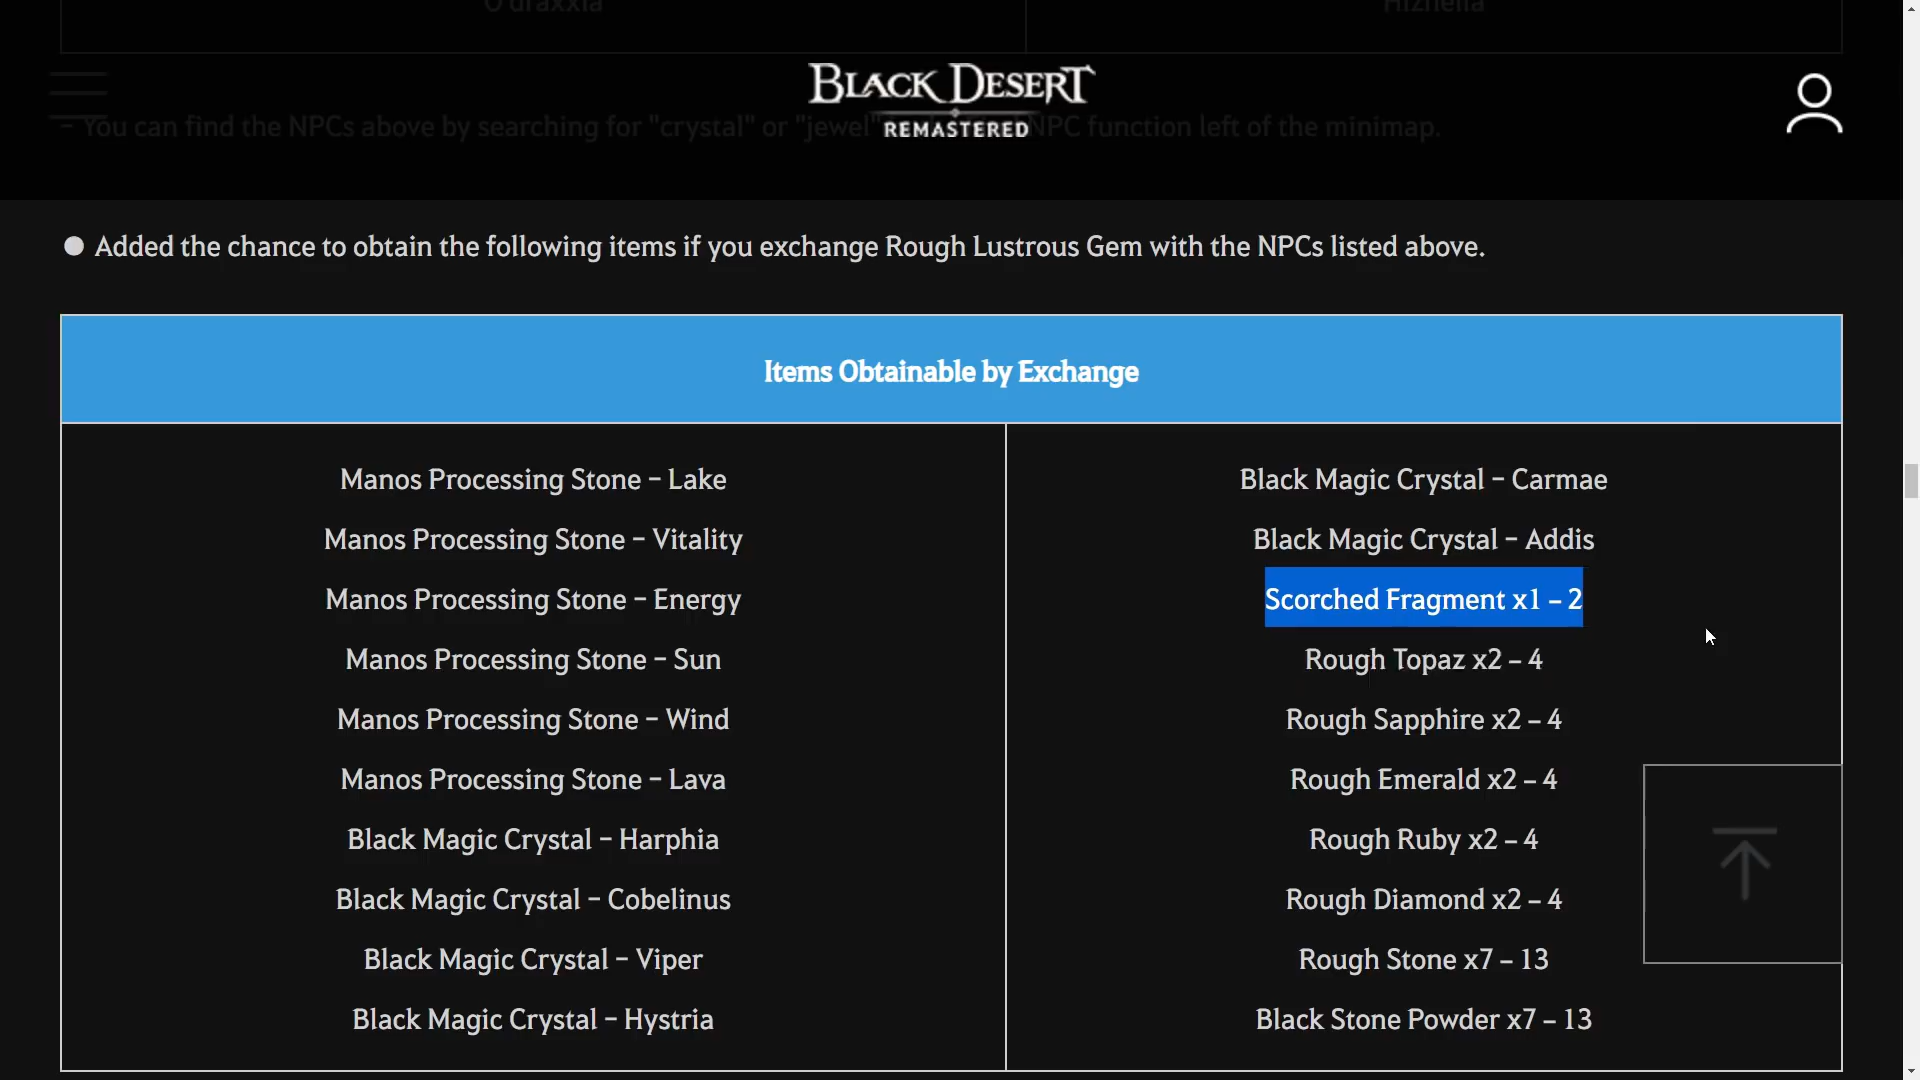 O'draxxia
Hizhena
BLACK DESERT
REMASTERED
- You can find the NPCs above by searching for "crystal" or "jewel" NPC function left of the minimap.
● Added the chance to obtain the following items if you exchange Rough Lustrous Gem with the NPCs listed above.
Items Obtainable by Exchange
Manos Processing Stone – Lake
Manos Processing Stone – Vitality
Manos Processing Stone – Energy
Manos Processing Stone – Sun
Manos Processing Stone – Wind
Manos Processing Stone – Lava
Black Magic Crystal – Harphia
Black Magic Crystal – Cobelinus
Black Magic Crystal – Viper
Black Magic Crystal – Hystria
Black Magic Crystal – Carmae
Black Magic Crystal – Addis
Scorched Fragment x1 – 2
Rough Topaz x2 – 4
Rough Sapphire x2 – 4
Rough Emerald x2 – 4
Rough Ruby x2 – 4
Rough Diamond x2 – 4
Rough Stone x7 – 13
Black Stone Powder x7 – 13